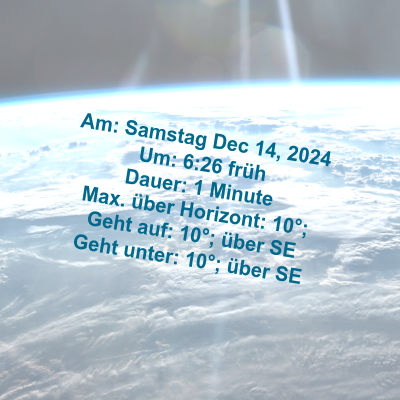 Am: Samstag Dec 14, 2024
Um: 6:26 früh
Dauer: 1 Minute
Max. über Horizont: 10°;
Geht auf: 10°; über SE
Geht unter: 10°; über SE